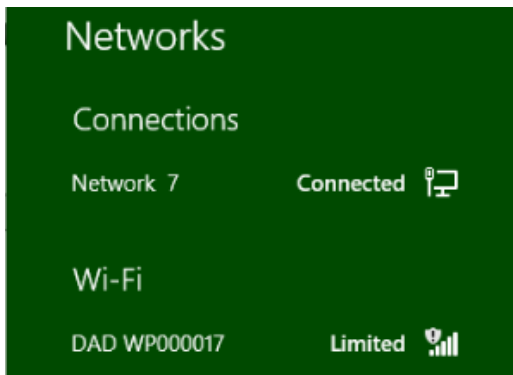 Networks
Connections
Network 7 Connected
Wi-Fi
DAD WP000017 Limited